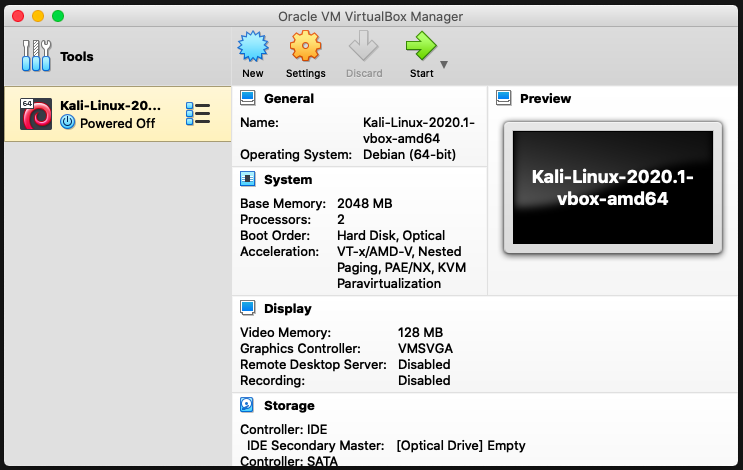 Oracle VM VirtualBox Manager
Tools
New
Settings
Discard
Start
64
Kali-Linux-20...
Powered Off
General
Name: Kali-Linux-2020.1-
vbox-amd64
Operating System: Debian (64-bit)
Preview
Kali-Linux-2020.1-
vbox-amd64
System
Base Memory: 2048 MB
Processors: 2
Boot Order: Hard Disk, Optical
Acceleration: VT-x/AMD-V, Nested
Paging, PAE/NX, KVM
Paravirtualization
Display
Video Memory: 128 MB
Graphics Controller: VMSVGA
Remote Desktop Server: Disabled
Recording: Disabled
Storage
Controller: IDE
IDE Secondary Master: [Optical Drive] Empty
Controller: SATA